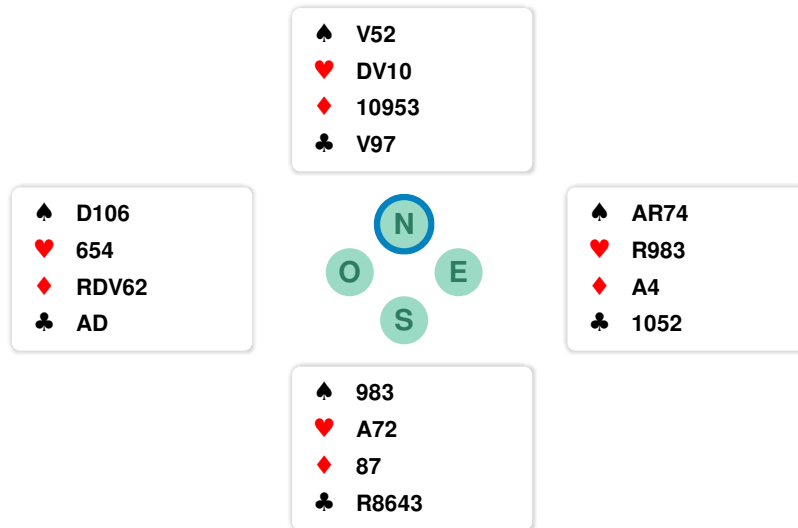 ♠ V52
♥ DV10
♦ 10953
♣ V97
♠ D106
♥ 654
♦ RDV62
♣ AD
N
O E
S
♠ AR74
♥ R983
♦ A4
♣ 1052
♠ 983
♥ A72
♦ 87
♣ R8643